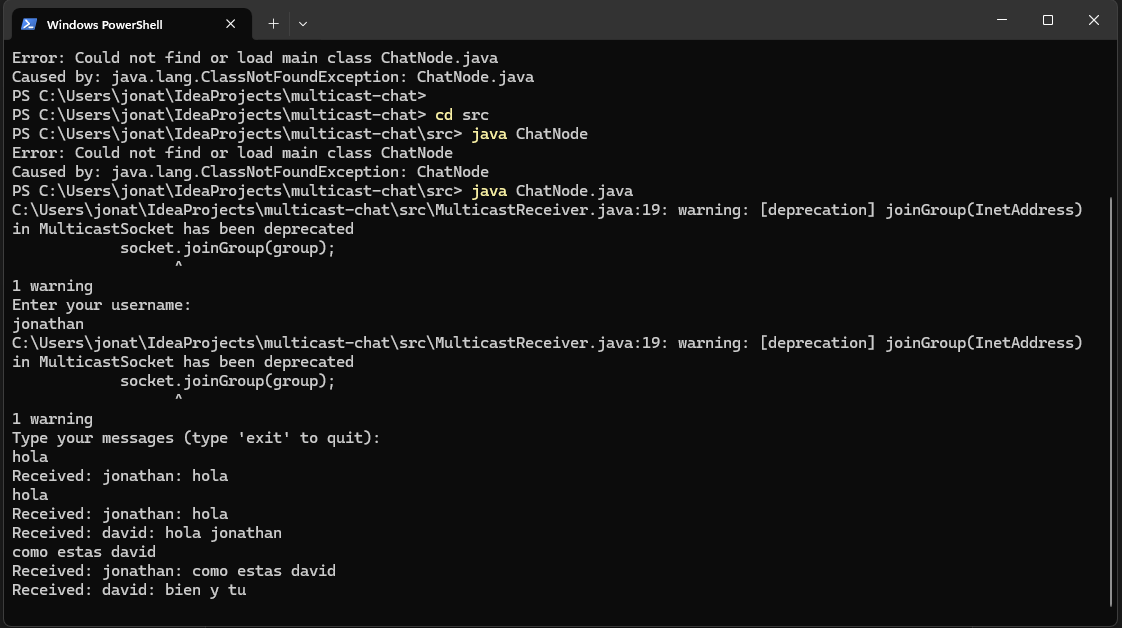 Windows PowerShell
Error: Could not find or load main class ChatNode.java
Caused by: java.lang.ClassNotFoundException: ChatNode.java
PS C:\Users\jonat\IdeaProjects\multicast-chat>
PS C:\Users\jonat\IdeaProjects\multicast-chat> cd src
PS C:\Users\jonat\IdeaProjects\multicast-chat\src> java ChatNode
Error: Could not find or load main class ChatNode
Caused by: java.lang.ClassNotFoundException: ChatNode
PS C:\Users\jonat\IdeaProjects\multicast-chat\src> java ChatNode.java
C:\Users\jonat\IdeaProjects\multicast-chat\src\MulticastReceiver.java:19: warning: [deprecation] joinGroup(InetAddress)
in MulticastSocket has been deprecated
            socket.joinGroup(group);
                  ^
1 warning
Enter your username:
jonathan
C:\Users\jonat\IdeaProjects\multicast-chat\src\MulticastReceiver.java:19: warning: [deprecation] joinGroup(InetAddress)
in MulticastSocket has been deprecated
            socket.joinGroup(group);
                  ^
1 warning
Type your messages (type 'exit' to quit):
hola
Received: jonathan: hola
hola
Received: jonathan: hola
Received: david: hola jonathan
como estas david
Received: jonathan: como estas david
Received: david: bien y tu